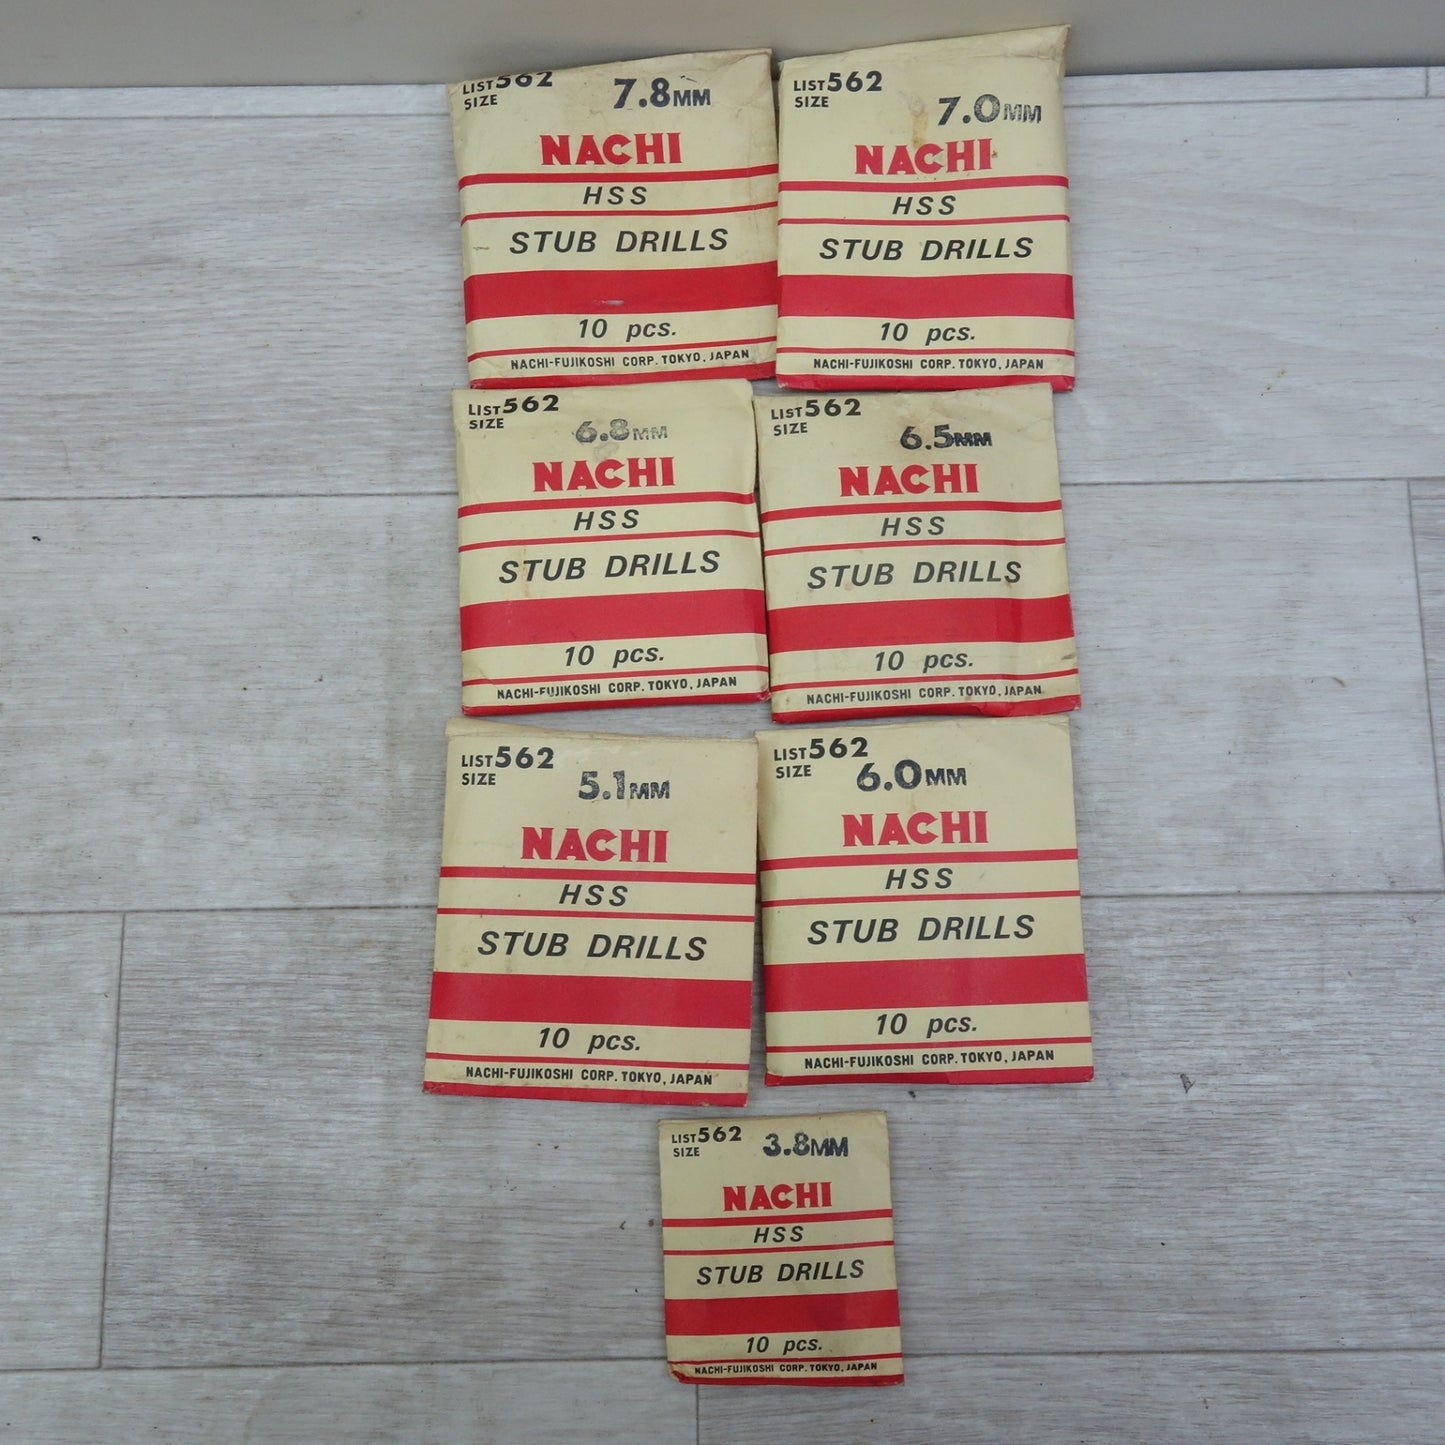 LIST 562
SIZE 7.8MM
NACHI
HSS
STUB DRILLS
10 pcs.
NACHI-FUJIKOSHI CORP. TOKYO, JAPAN
LIST 562
SIZE 7.0MM
NACHI
HSS
STUB DRILLS
10 pcs.
NACHI-FUJIKOSHI CORP. TOKYO, JAPAN
LIST 562
SIZE 6.8MM
NACHI
HSS
STUB DRILLS
10 pcs.
NACHI-FUJIKOSHI CORP. TOKYO, JAPAN
LIST 562
SIZE 6.5MM
NACHI
HSS
STUB DRILLS
10 pcs.
NACHI-FUJIKOSHI CORP. TOKYO, JAPAN
LIST 562
SIZE 5.1MM
NACHI
HSS
STUB DRILLS
10 pcs.
NACHI-FUJIKOSHI CORP. TOKYO, JAPAN
LIST 562
SIZE 6.0MM
NACHI
HSS
STUB DRILLS
10 pcs.
NACHI-FUJIKOSHI CORP. TOKYO, JAPAN
LIST 562
SIZE 3.8MM
NACHI
HSS
STUB DRILLS
10 pcs.
NACHI-FUJIKOSHI CORP. TOKYO, JAPAN